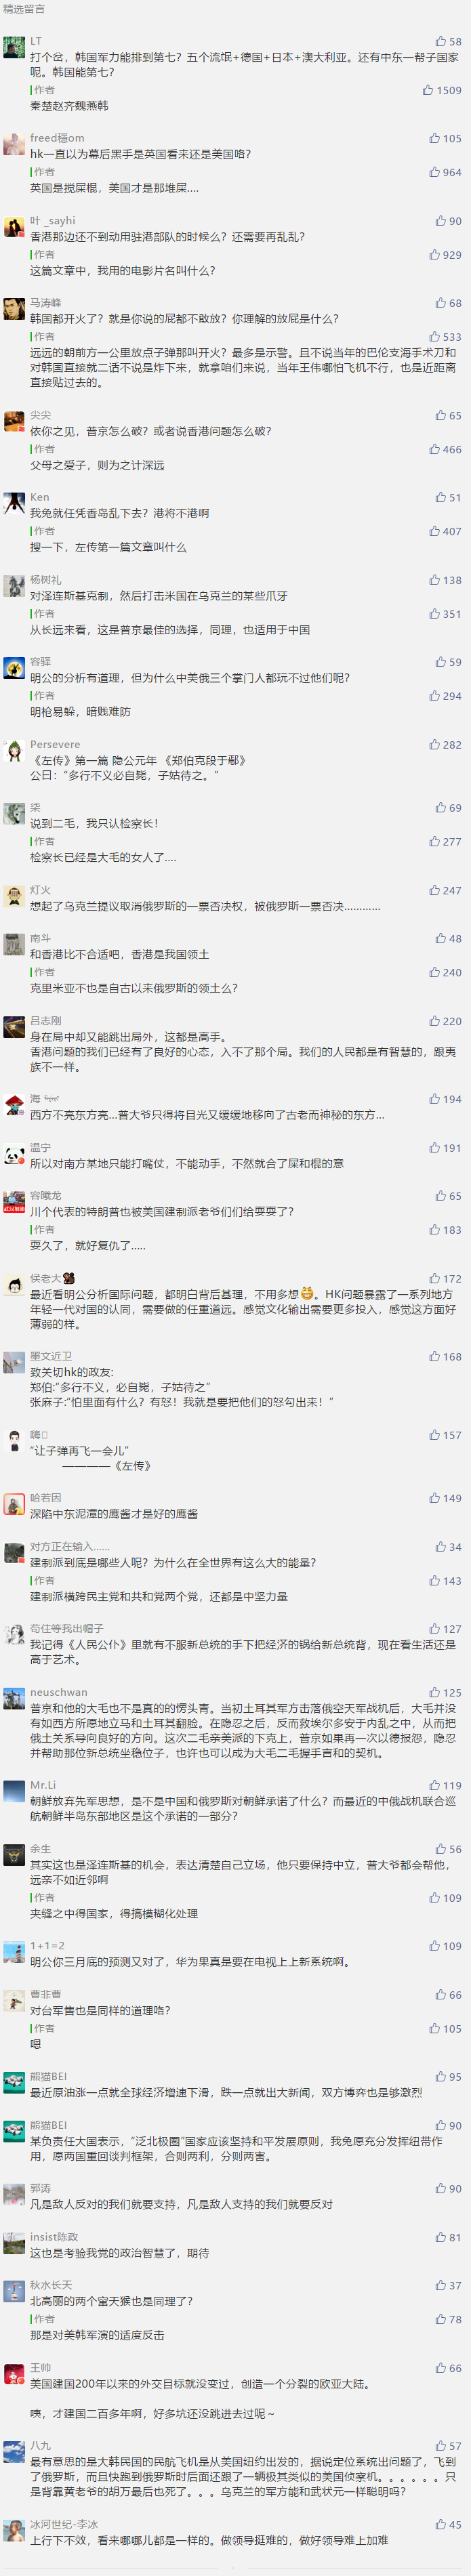 精选留言
LT
58
打个岔，韩国军力能排到第七？五个流氓+德国+日本+澳大利亚。还有中东一帮子国家
呢。韩国能第七？
作者
1509
秦楚赵齐魏燕韩
freed穩om
105
hk一直以为幕后黑手是英国看来还是美国咯？
作者
964
英国是搅屎棍，美国才是那堆屎....
叶 _sayhi
90
香港那边还不到动用驻港部队的时候么？还需要再乱乱？
作者
929
这篇文章中，我用的电影片名叫什么？
马涛峰
68
韩国都开火了？就是你说的屁都不敢放？你理解的放屁是什么？
作者
533
远远的朝前方一公里放点子弹那叫开火？最多是示警。且不说当年的巴伦支海手术刀和
对韩国直接就二话不说是炸下来，就拿咱们来说，当年王伟哪怕飞机不行，也是近距离
直接贴过去的。
尖尖
65
依你之见，普京怎么破？或者说香港问题怎么破？
作者
466
父母之爱子，则为之计深远
Ken
51
我兔就任凭香岛乱下去？港将不港啊
作者
407
搜一下，左传第一篇文章叫什么
杨树礼
138
对泽连斯基克制，然后打击米国在乌克兰的某些爪牙
作者
351
从长远来看，这是普京最佳的选择，同理，也适用于中国
容驿
59
明公的分析有道理，但为什么中美俄三个掌门人都玩不过他们呢？
作者
294
明枪易躲，暗贱难防
Persevere
282
《左传》第一篇 隐公元年 《郑伯克段于鄢》
公曰：“多行不义必自毙，子姑待之。”
柒
69
说到二毛，我只认检察长！
作者
277
检察长已经是大毛的女人了....
灯火
247
想起了乌克兰提议取消俄罗斯的一票否决权，被俄罗斯一票否决............
南斗
48
和香港比不合适吧，香港是我国领土
作者
240
克里米亚不也是自古以来俄罗斯的领土么？
吕志刚
220
身在局中却又能跳出局外，这都是高手。
香港问题的我们已经有了良好的心态，入不了那个局。我们的人民都是有智慧的，跟夷
族不一样。
海
194
西方不亮东方亮...普大爷只得将目光又缓缓地移向了古老而神秘的东方...
温宁
191
所以对南方某地只能打嘴仗，不能动手，不然就合了屎和棍的意
容曦龙
65
川个代表的特朗普也被美国建制派老爷们们给耍耍了？
作者
183
耍久了，就好复仇了.....
侯老大
172
最近看明公分析国际问题，都明白背后基理，不用多想。HK问题暴露了一系列地方
年轻一代对国的认同，需要做的任重道远。感觉文化输出需要更多投入，感觉这方面好
薄弱的样。
墨文近卫
168
致关切hk的政友:
郑伯:“多行不义，必自毙，子姑待之”
张麻子:“怕里面有什么？有怒！我就是要把他们的怒勾出来！”
嗨
157
“让子弹再飞一会儿”
————《左传》
哈若因
149
深陷中东泥潭的鹰酱才是好的鹰酱
对方正在输入......
34
建制派到底是哪些人呢？为什么在全世界有这么大的能量？
作者
143
建制派横跨民主党和共和党两个党，还都是中坚力量
苟住等我出帽子
127
我记得《人民公仆》里就有不服新总统的手下把经济的锅给新总统背，现在看生活还是
高于艺术。
neuschwan
125
普京和他的大毛也不是真的的愣头青。当初土耳其军方击落俄空天军战机后，大毛并没
有如西方所愿地立马和土耳其翻脸。在隐忍之后，反而救埃尔多安于内乱之中，从而把
俄土关系导向良好的方向。这次二毛亲美派的下克上，普京如果再一次以德报怨，隐忍
并帮助那位新总统坐稳位子，也许也可以成为大毛二毛握手言和的契机。
Mr.Li
119
朝鲜放弃先军思想，是不是中国和俄罗斯对朝鲜承诺了什么？而最近的中俄战机联合巡
航朝鲜半岛东部地区是这个承诺的一部分？
余生
56
其实这也是泽连斯基的机会，表达清楚自己立场，他只要保持中立，普大爷都会帮他，
远亲不如近邻啊
作者
109
夹缝之中得国家，得搞模糊化处理
1+1=2
109
明公你三月底的预测又对了，华为果真是要在电视上上新系统啊。
曹非曹
66
对台军售也是同样的道理咯？
作者
105
嗯
熊猫BEI
95
最近原油涨一点就全球经济增速下滑，跌一点就出大新闻，双方博弈也是够激烈
熊猫BEI
90
某负责任大国表示，“泛北极圈”国家应该坚持和平发展原则，我兔愿充分发挥纽带作
用，愿两国重回谈判框架，合则两利，分则两害。
郭涛
90
凡是敌人反对的我们就要支持，凡是敌人支持的我们就要反对
insist陈政
81
这也是考验我党的政治智慧了，期待
秋水长天
37
北高丽的两个窜天猴也是同理了？
作者
78
那是对美韩军演的适度反击
王帅
66
美国建国200年以来的外交目标就没变过，创造一个分裂的欧亚大陆。
咦，才建国二百多年啊，好多坑还没跳进去过呢～
八九
57
最有意思的是大韩民国的民航飞机是从美国纽约出发的，据说定位系统出问题了，飞到
了俄罗斯，而且快跑到俄罗斯时后面还跟了一辆极其类似的美国侦察机。。。。。。只
是背靠黄老爷的胡万最后也死了。。。乌克兰的军方能和武状元一样聪明吗？
冰河世纪-李冰
45
上行下不效，看来哪哪儿都是一样的。做领导挺难的，做好领导难上加难